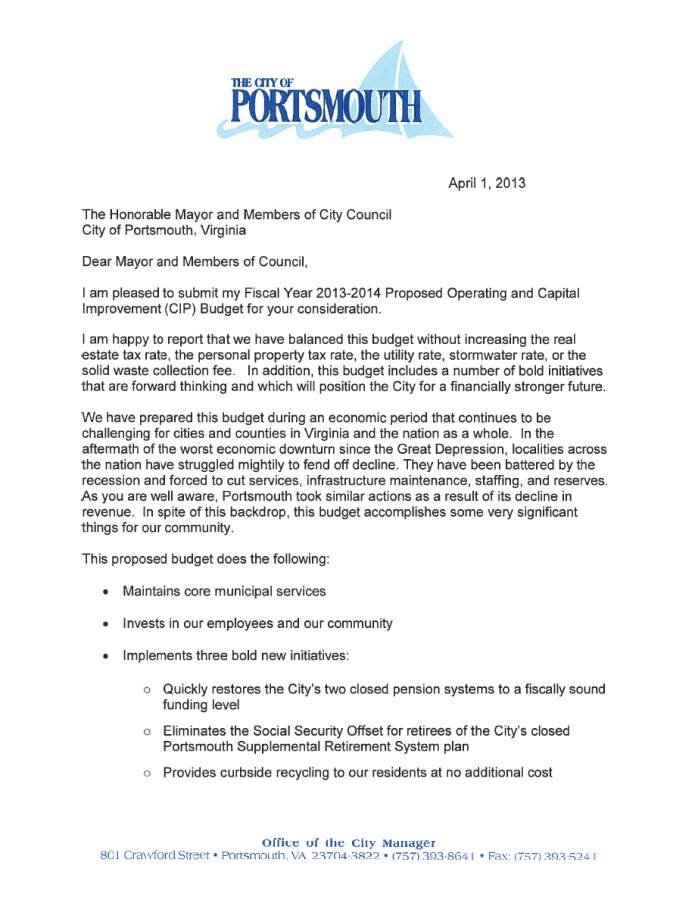 THE CITY OF
PORTSMOUTH
April 1, 2013
The Honorable Mayor and Members of City Council
City of Portsmouth, Virginia
Dear Mayor and Members of Council,
I am pleased to submit my Fiscal Year 2013-2014 Proposed Operating and Capital
Improvement (CIP) Budget for your consideration.
I am happy to report that we have balanced this budget without increasing the real
estate tax rate, the personal property tax rate, the utility rate, stormwater rate, or the
solid waste collection fee.   In addition, this budget includes a number of bold initiatives
that are forward thinking and which will position the City for a financially stronger future.
We have prepared this budget during an economic period that continues to be
challenging for cities and counties in Virginia and the nation as a whole.  In the
aftermath of the worst economic downturn since the Great Depression, localities across
the nation have struggled mightily to fend off decline. They have been battered by the
recession and forced to cut services, infrastructure maintenance, staffing, and reserves.
As you are well aware, Portsmouth took similar actions as a result of its decline in
revenue.  In spite of this backdrop, this budget accomplishes some very significant
things for our community.
This proposed budget does the following:
• Maintains core municipal services
• Invests in our employees and our community
• Implements three bold new initiatives:
o Quickly restores the City's two closed pension systems to a fiscally sound
funding level
o Eliminates the Social Security Offset for retirees of the City's closed
Portsmouth Supplemental Retirement System plan
o Provides curbside recycling to our residents at no additional cost
Office of the City Manager
801 Crawford Street • Portsmouth, VA 23704-3822 • (757) 393-8641 • Fax: (757) 393-5241